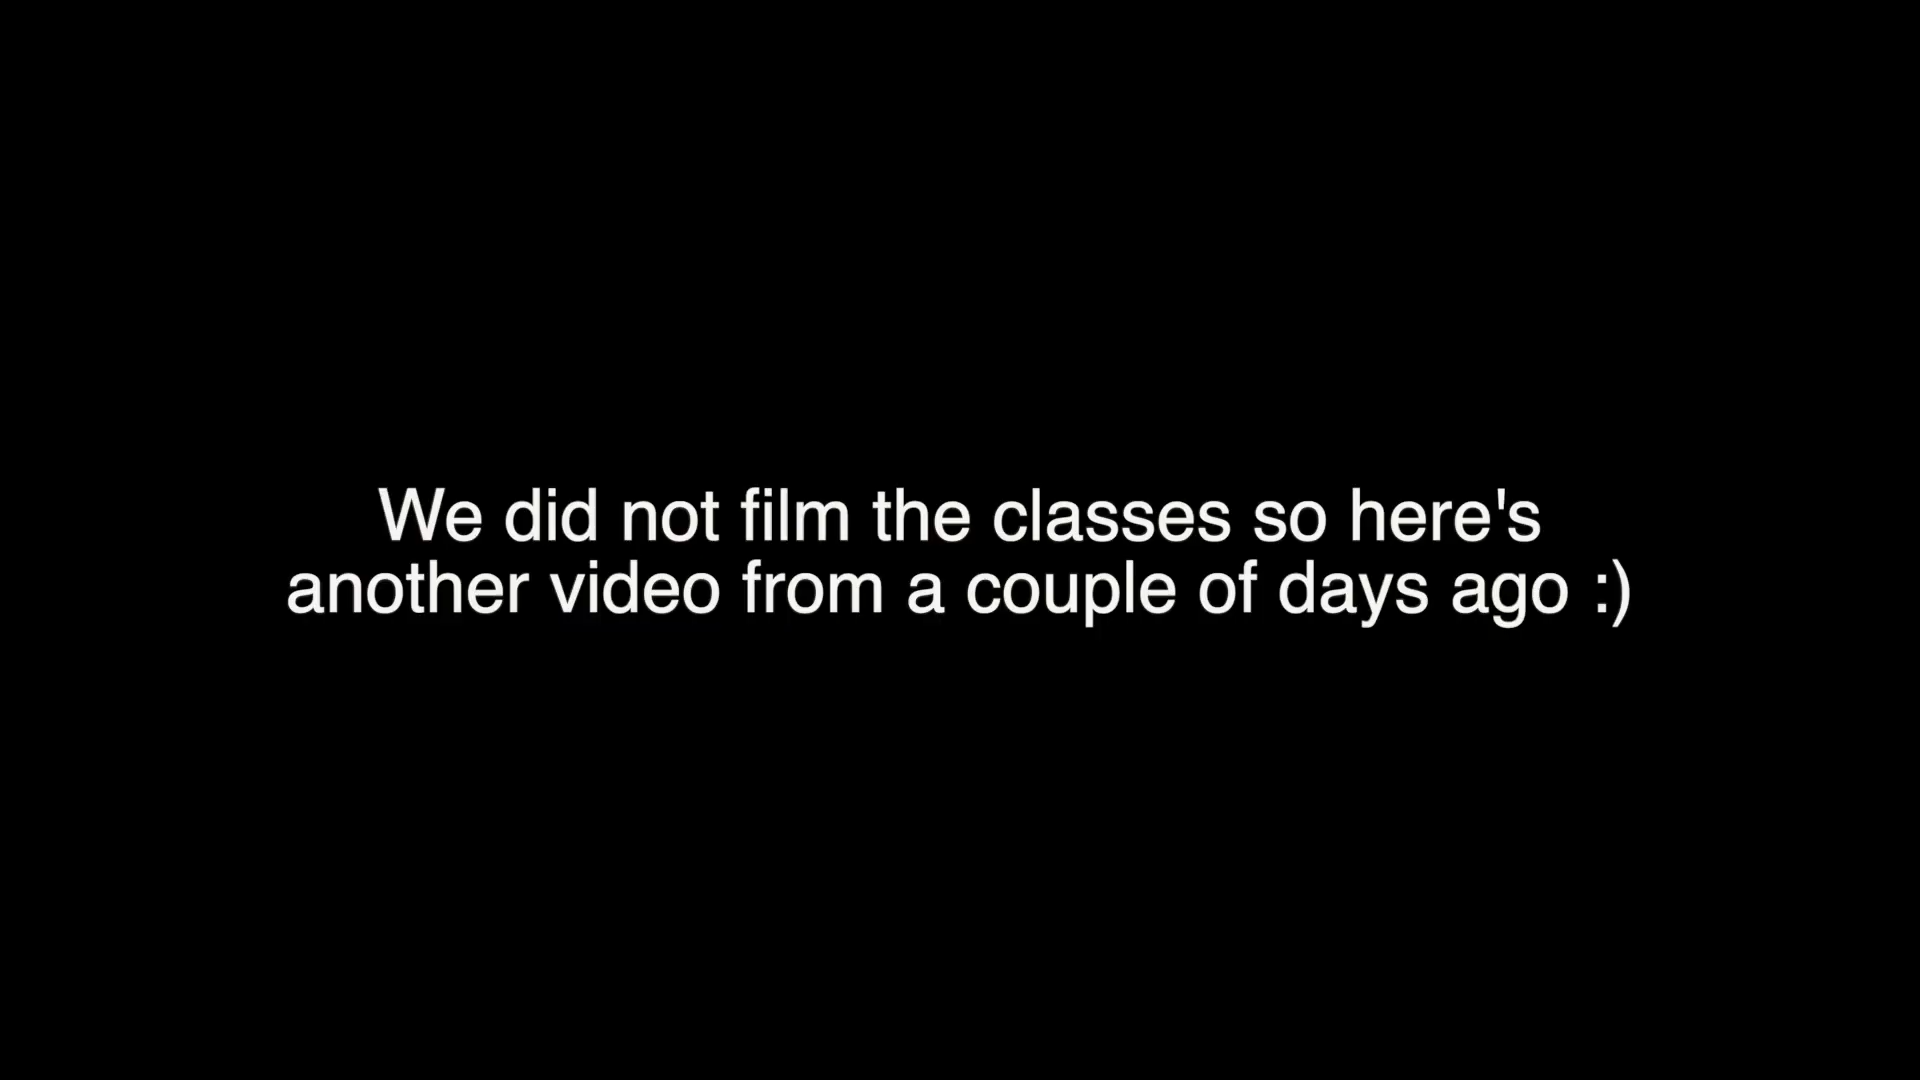 We did not film the classes so here's
another video from a couple of days ago :)